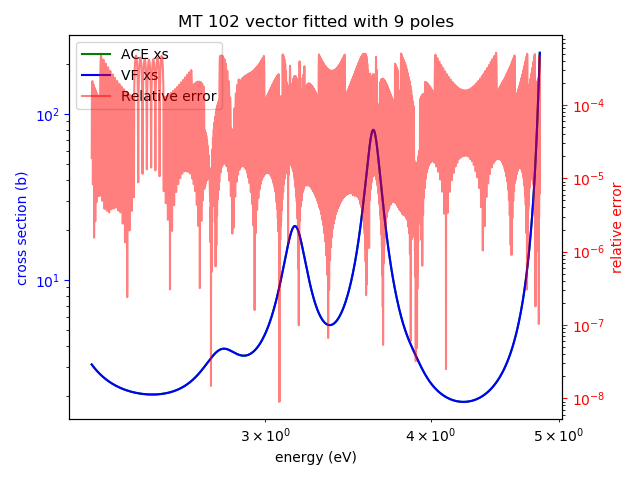 MT 102 vector fitted with 9 poles
ACE xs
VF xs
Relative error
cross section (b)
10²
10¹
relative error
10⁻⁴
10⁻⁵
10⁻⁶
10⁻⁷
10⁻⁸
3 × 10⁰
4 × 10⁰
5 × 10⁰
energy (eV)